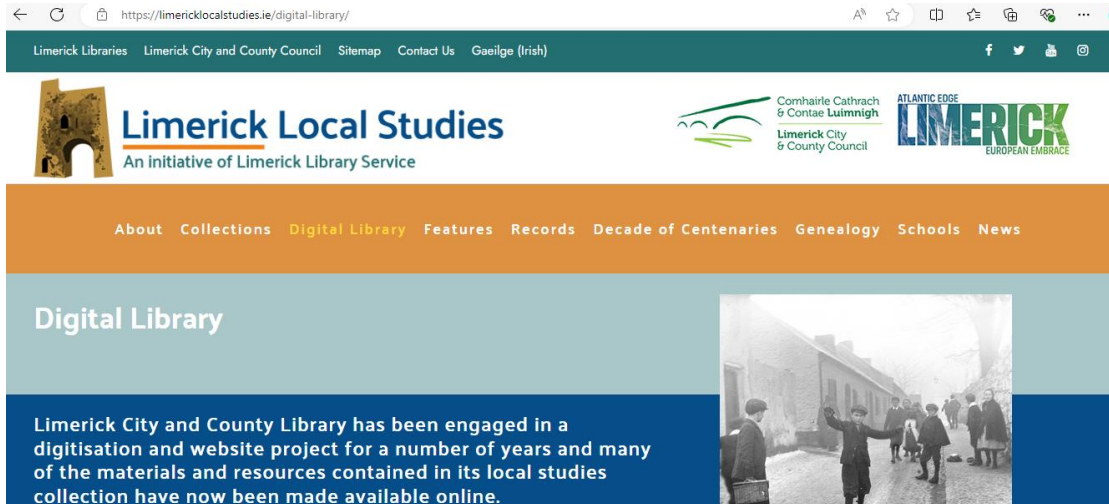 https://limericklocalstudies.ie/digital-library/
Limerick Libraries Limerick City and County Council Sitemap Contact Us Gaeilge (Irish)
Limerick Local Studies
An initiative of Limerick Library Service
Comhairle Cathrach
& Contae Luimnigh
Limerick City
& County Council
ATLANTIC EDGE
LIMERICK
EUROPEAN EMBRACE
About Collections Digital Library Features Records Decade of Centenaries Genealogy Schools News
Digital Library
Limerick City and County Library has been engaged in a
digitisation and website project for a number of years and many
of the materials and resources contained in its local studies
collection have now been made available online.